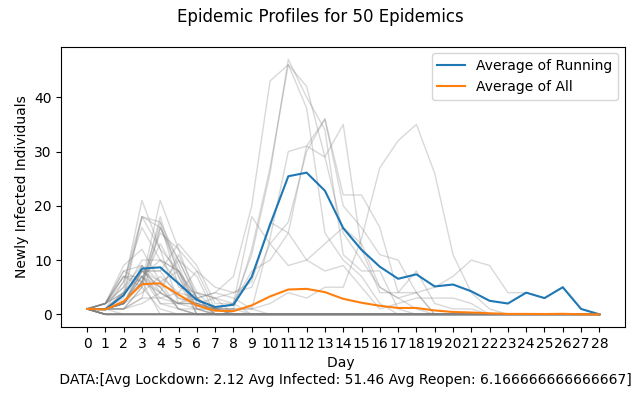 Epidemic Profiles for 50 Epidemics
Average of Running
Average of All
Newly Infected Individuals
40
30
20
10
0
0 1 2 3 4 5 6 7 8 9 10 11 12 13 14 15 16 17 18 19 20 21 22 23 24 25 26 27 28
Day
DATA:[Avg Lockdown: 2.12 Avg Infected: 51.46 Avg Reopen: 6.166666666666667]